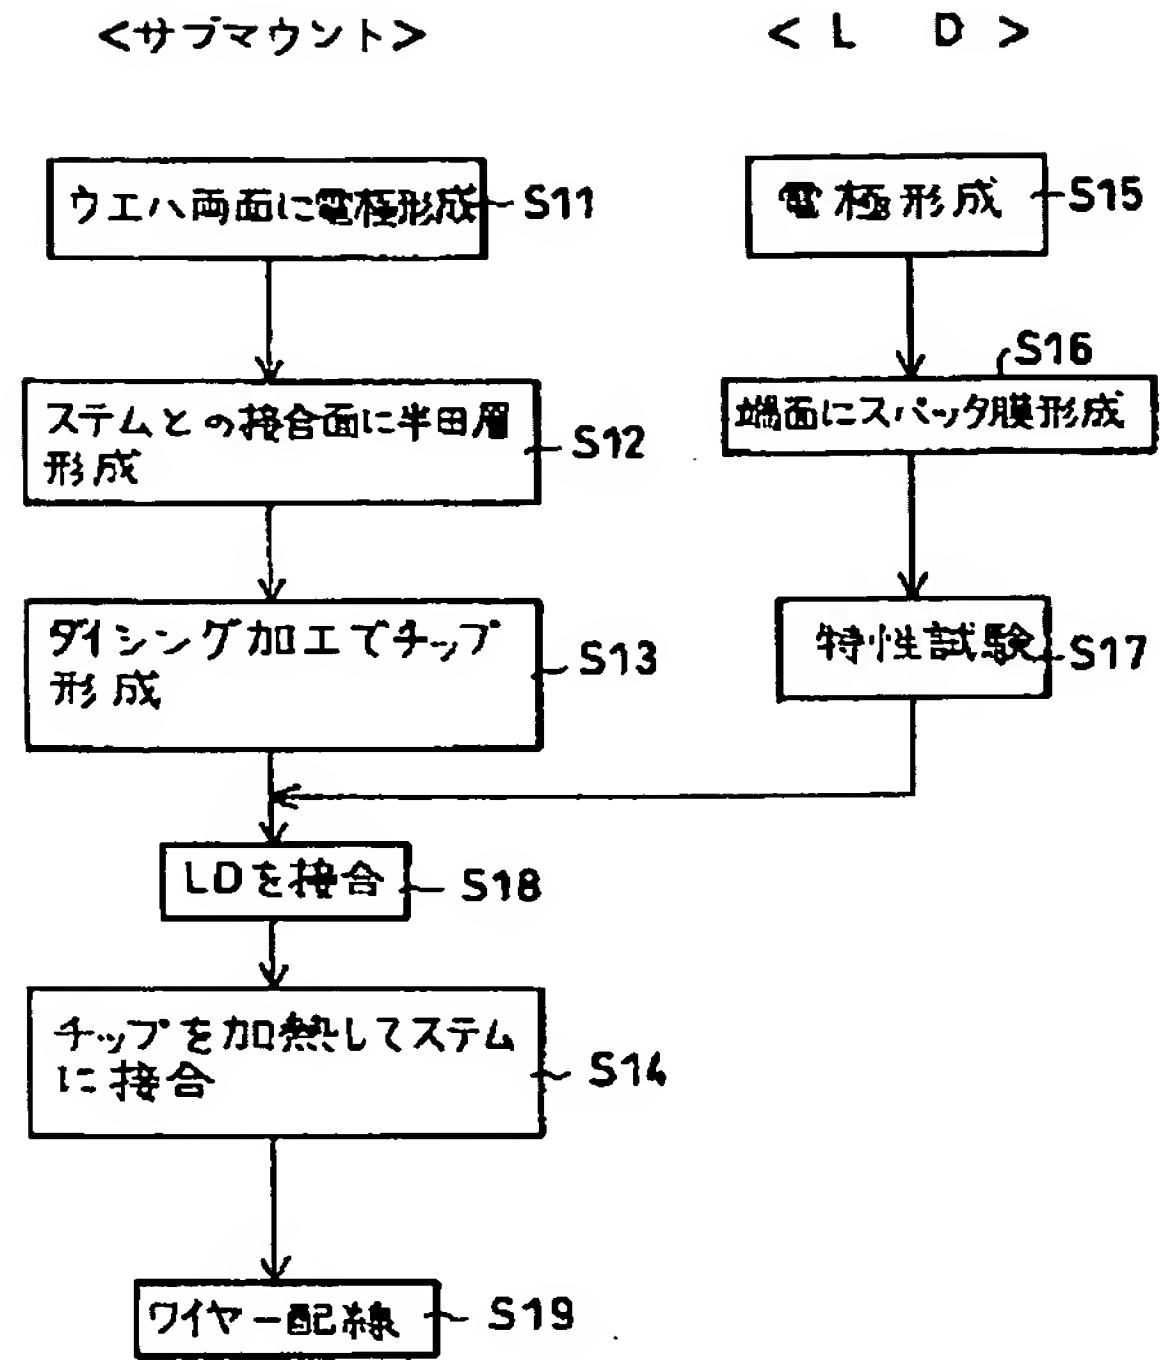 <サブマウント>
ウエハ両面に電極形成
S11
ステムとの接合面に半田層
形成
S12
ダイシング加工でチップ
形成
S13
<LD>
電極形成
S15
S16
端面にスパッタ膜形成
特性試験
S17
LDを接合
S18
チップを加熱してステム
に接合
S14
ワイヤー配線
S19